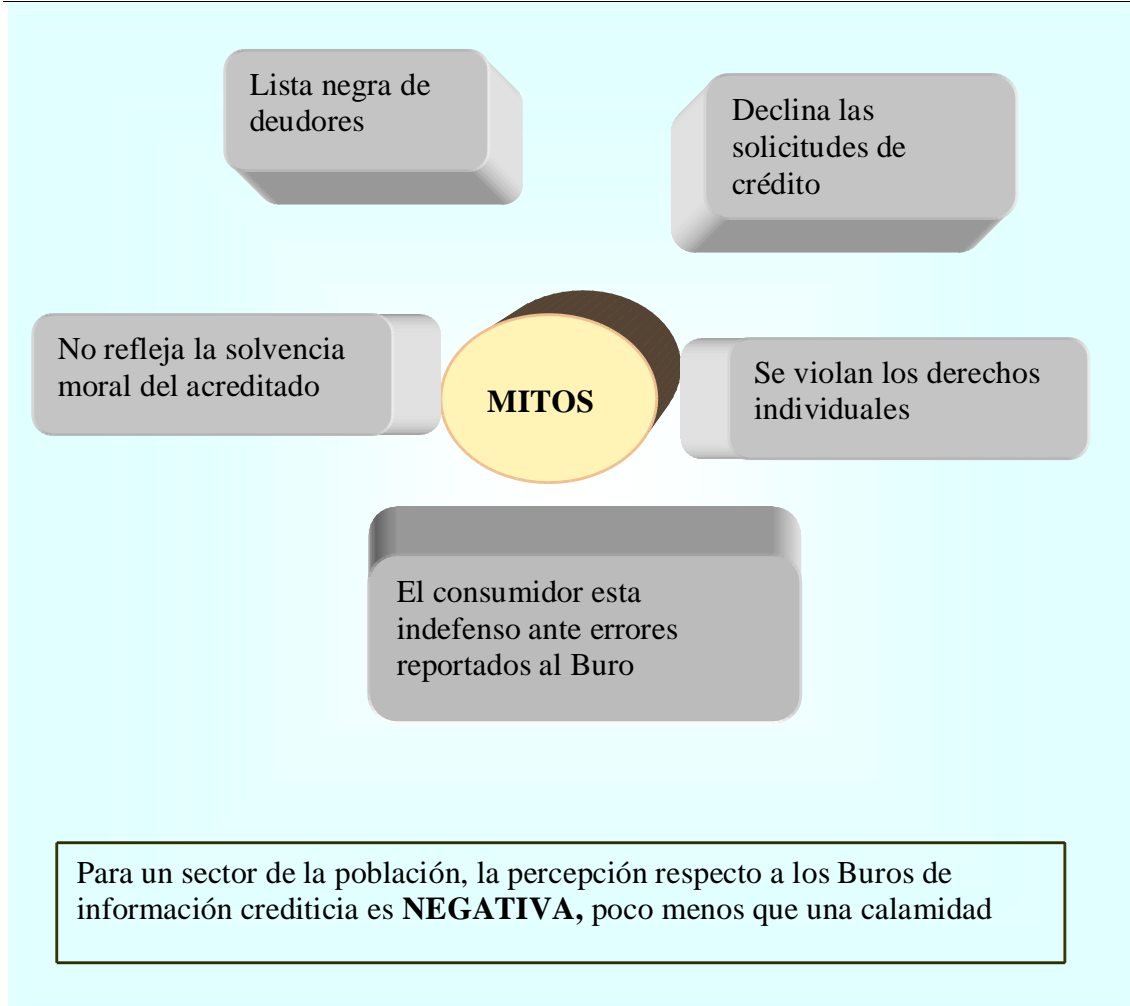 Lista negra de
deudores
Declina las
solicitudes de
crédito
No refleja la solvencia
moral del acreditado
MITOS
Se violan los derechos
individuales
El consumidor esta
indefenso ante errores
reportados al Buro
Para un sector de la población, la percepción respecto a los Buros de
información crediticia es NEGATIVA, poco menos que una calamidad